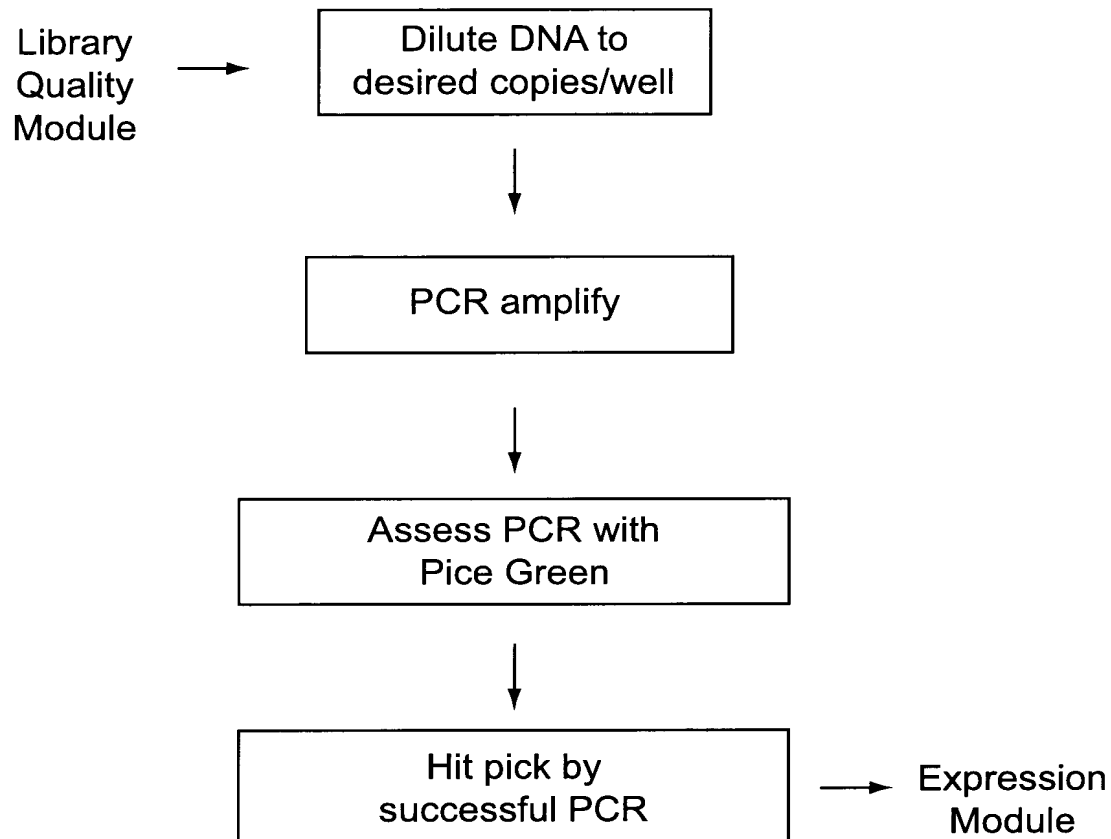 Library
Quality
Module
Dilute DNA to
desired copies/well
PCR amplify
Assess PCR with
Pice Green
Hit pick by
successful PCR
Expression
Module